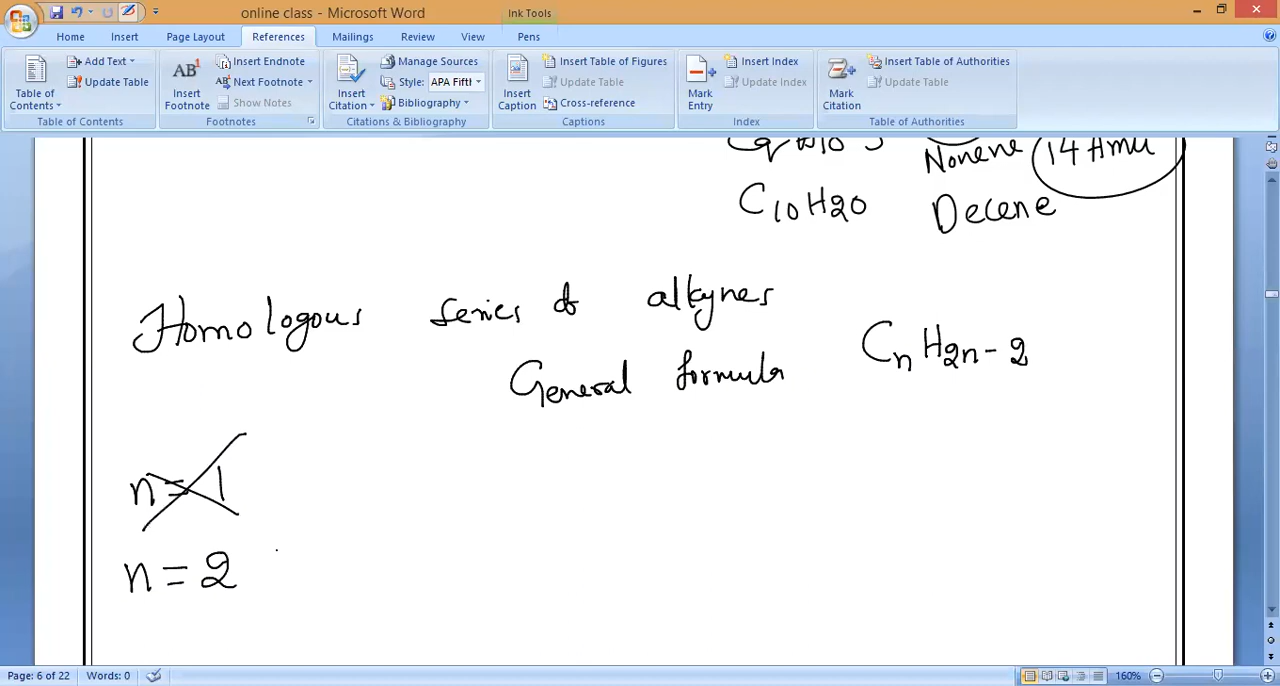 online class - Microsoft Word
Ink Tools
Home Insert Page Layout References Mailings Review View Pens
Table of Contents
Add Text
Update Table
Table of Contents
AB¹ Insert Footnote
Insert Endnote
Next Footnote
Show Notes
Footnotes
Insert Citation
Manage Sources
Style: APA Fifth
Bibliography
Citations & Bibliography
Insert Caption
Insert Table of Figures
Update Table
Cross-reference
Captions
Mark Entry
Insert Index
Update Index
Index
Mark Citation
Insert Table of Authorities
Update Table
Table of Authorities
Nonene 14 Amu
C10H20 Decene
Homologous series of alkynes
General formula CnH2n-2
n=1
n=2
Page: 6 of 22 Words: 0 160%